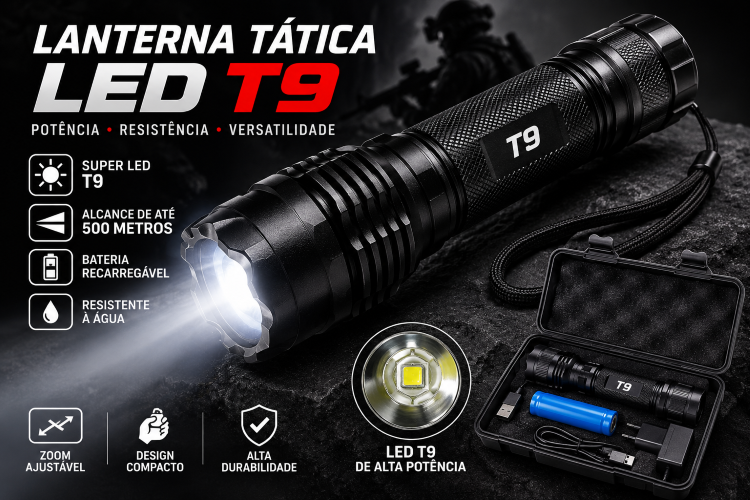 LANTERNA TÁTICA
LED T9
POTÊNCIA • RESISTÊNCIA • VERSATILIDADE
SUPER LED
T9
ALCANCE DE ATÉ
500 METROS
BATERIA
RECARREGÁVEL
RESISTENTE
À ÁGUA
T9
T9
ZOOM
AJUSTÁVEL
DESIGN
COMPACTO
ALTA
DURABILIDADE
LED T9
DE ALTA POTÊNCIA